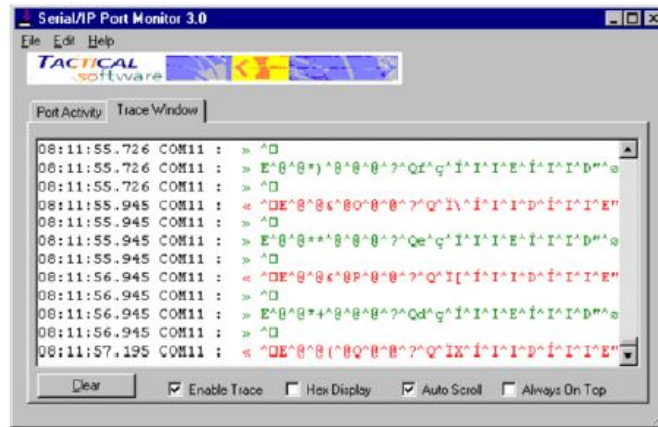 Serial/IP Port Monitor 3.0
File Edit Help
TACTICAL
software
Port Activity Trace Window
08:11:55.726 COM11 : » ^□
08:11:55.726 COM11 : »
08:11:55.726 COM11 : » ^□
08:11:55.945 COM11 : «
08:11:55.945 COM11 : » ^□
08:11:55.945 COM11 : »
08:11:55.945 COM11 : » ^□
08:11:56.945 COM11 : «
08:11:56.945 COM11 : » ^□
08:11:56.945 COM11 : »
08:11:56.945 COM11 : » ^□
08:11:57.195 COM11 : «
Clear Enable Trace Hex Display Auto Scroll Always On Top